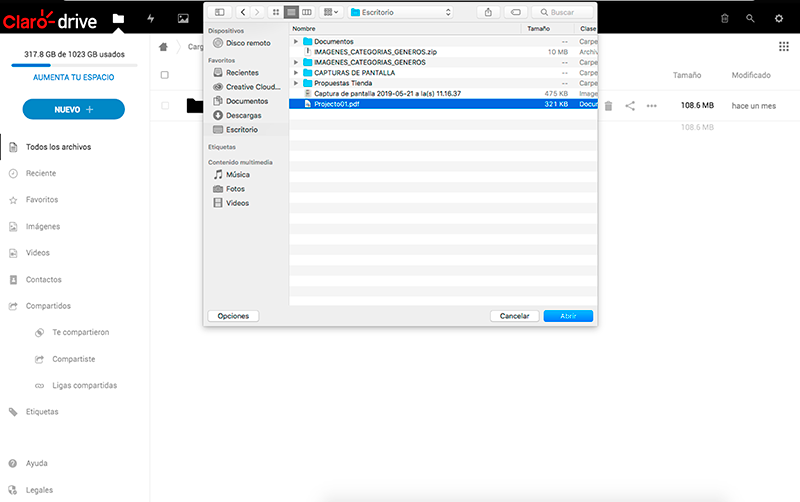 Claro drive
317.8 GB de 1023 GB usados
AUMENTA TU ESPACIO
NUEVO +
Todos los archivos
Reciente
Favoritos
Imágenes
Videos
Contactos
Compartidos
Te compartieron
Compartiste
Ligas compartidas
Etiquetas
Ayuda
Legales
Carg
Escritorio
Buscar
Dispositivos
Disco remoto
Favoritos
Recientes
Creative Cloud...
Documentos
Descargas
Escritorio
Etiquetas
Contenido multimedia
Música
Fotos
Videos
Nombre Tamaño Clase
Documentos -- Carpe
IMAGENES_CATEGORIAS_GENEROS.zip 10 MB Archiv
IMAGENES_CATEGORIAS_GENEROS -- Carpe
CAPTURAS DE PANTALLA -- Carpe
Propuestas Tienda -- Carpe
Captura de pantalla 2019-05-21 a la(s) 11.16.37 475 KB Image
Projecto01.pdf 321 KB Docum
Opciones Cancelar Abrir
Tamaño Modificado
108.6 MB hace un mes
108.6 MB